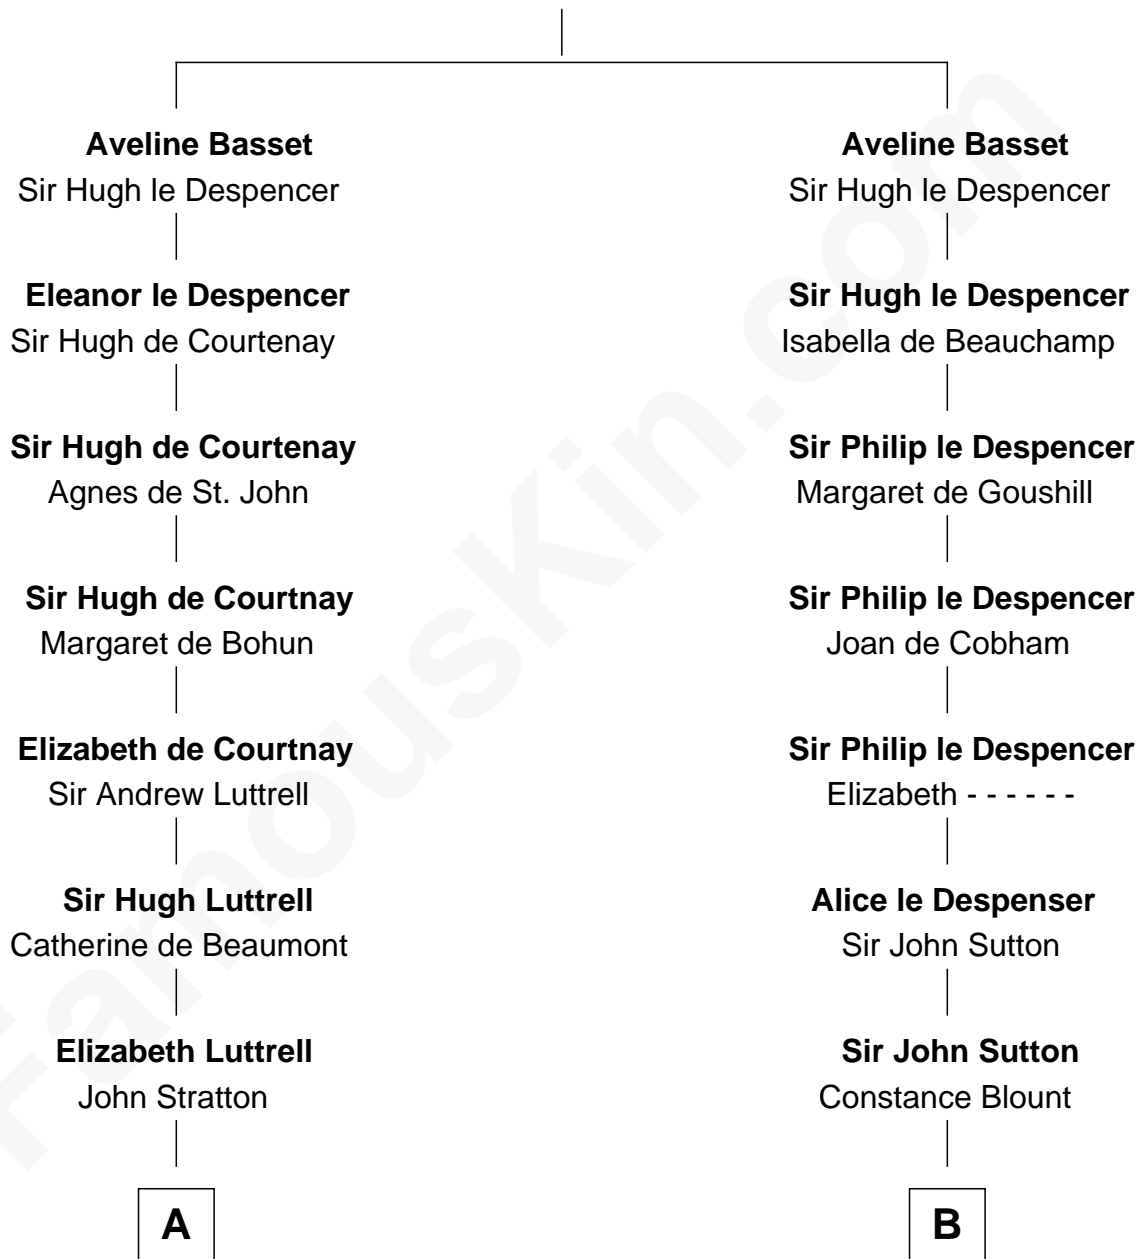 Aveline Basset
Sir Hugh le Despencer
Eleanor le Despencer
Sir Hugh de Courtenay
Sir Hugh de Courtenay
Agnes de St. John
Sir Hugh de Courtnay
Margaret de Bohun
Elizabeth de Courtnay
Sir Andrew Luttrell
Sir Hugh Luttrell
Catherine de Beaumont
Elizabeth Luttrell
John Stratton
A
Aveline Basset
Sir Hugh le Despencer
Sir Hugh le Despencer
Isabella de Beauchamp
Sir Philip le Despencer
Margaret de Goushill
Sir Philip le Despencer
Joan de Cobham
Sir Philip le Despencer
Elizabeth - - - - - -
Alice le Despenser
Sir John Sutton
Sir John Sutton
Constance Blount
B
FamousKin.com